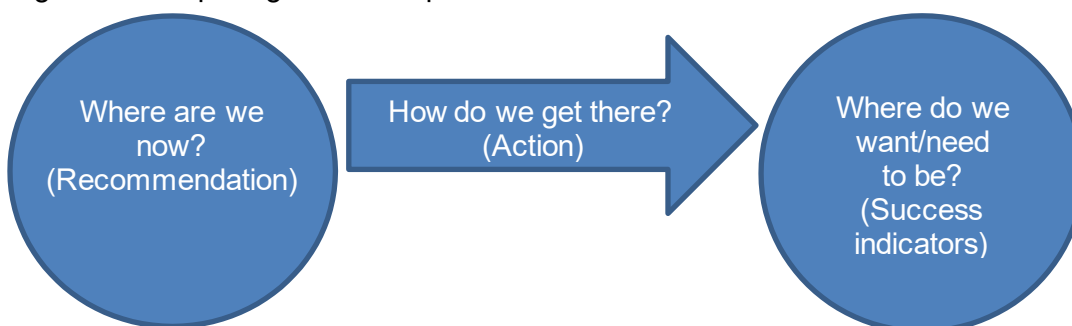 Where are we
now?
(Recommendation)
How do we get there?
(Action)
Where do we
want/need
to be?
(Success
indicators)